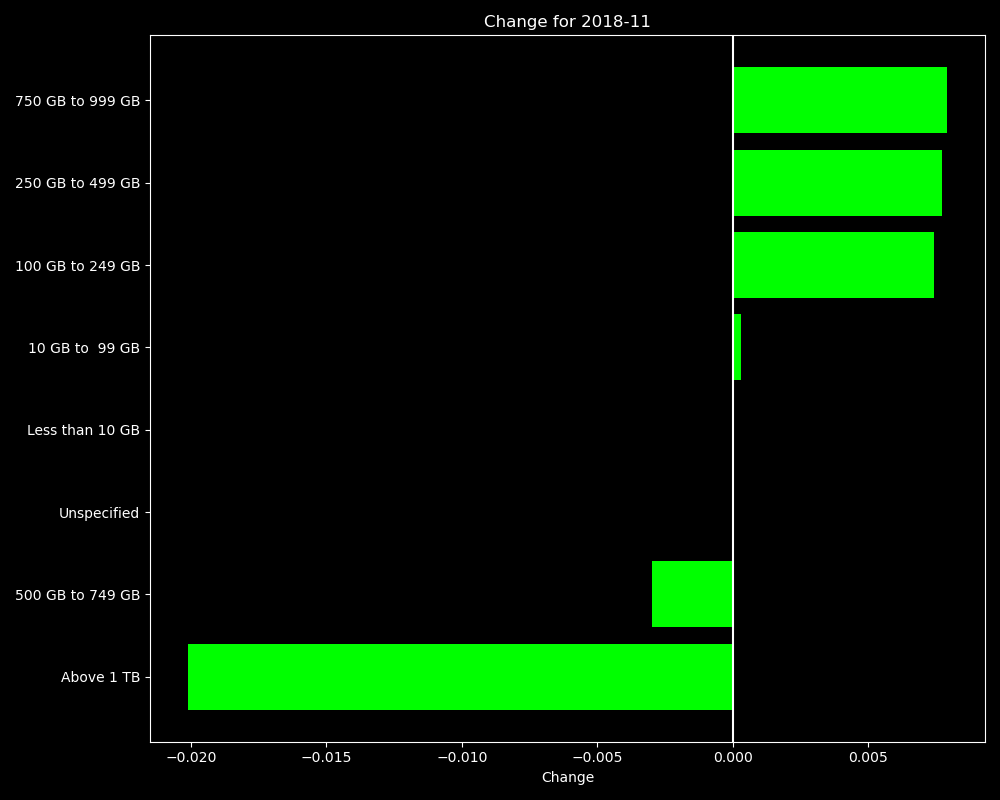 Change for 2018-11
750 GB to 999 GB
250 GB to 499 GB
100 GB to 249 GB
10 GB to  99 GB
Less than 10 GB
Unspecified
500 GB to 749 GB
Above 1 TB
−0.020 −0.015 −0.010 −0.005 0.000 0.005
Change